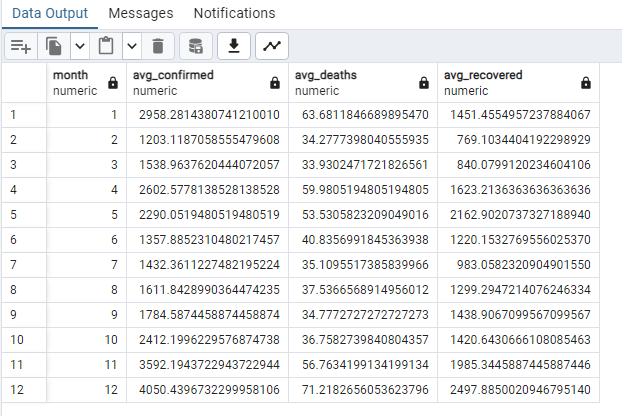 Data Output Messages Notifications
month avg_confirmed avg_deaths avg_recovered
numeric numeric numeric numeric
1 1 2958.2814380741210010 63.6811846689895470 1451.4554957237884067
2 2 1203.1187058555479608 34.2777398040555935 769.1034404192298929
3 3 1538.9637620444072057 33.9302471721826561 840.0799120234604106
4 4 2602.5778138528138528 59.9805194805194805 1623.2136363636363636
5 5 2290.0519480519480519 53.5305823209049016 2162.9020737327188940
6 6 1357.8852310480217457 40.8356991845363938 1220.1532769556025370
7 7 1432.3611227482195224 35.1095517385839966 983.0582320904901550
8 8 1611.8428990364474235 37.5366568914956012 1299.2947214076246334
9 9 1784.5874458874458874 34.7772727272727273 1438.9067099567099567
10 10 2412.1996229576874738 36.7582739840804357 1420.6430666108085463
11 11 3592.1943722943722944 56.7634199134199134 1985.3445887445887446
12 12 4050.4396732299958106 71.2182656053623796 2497.8850020946795140